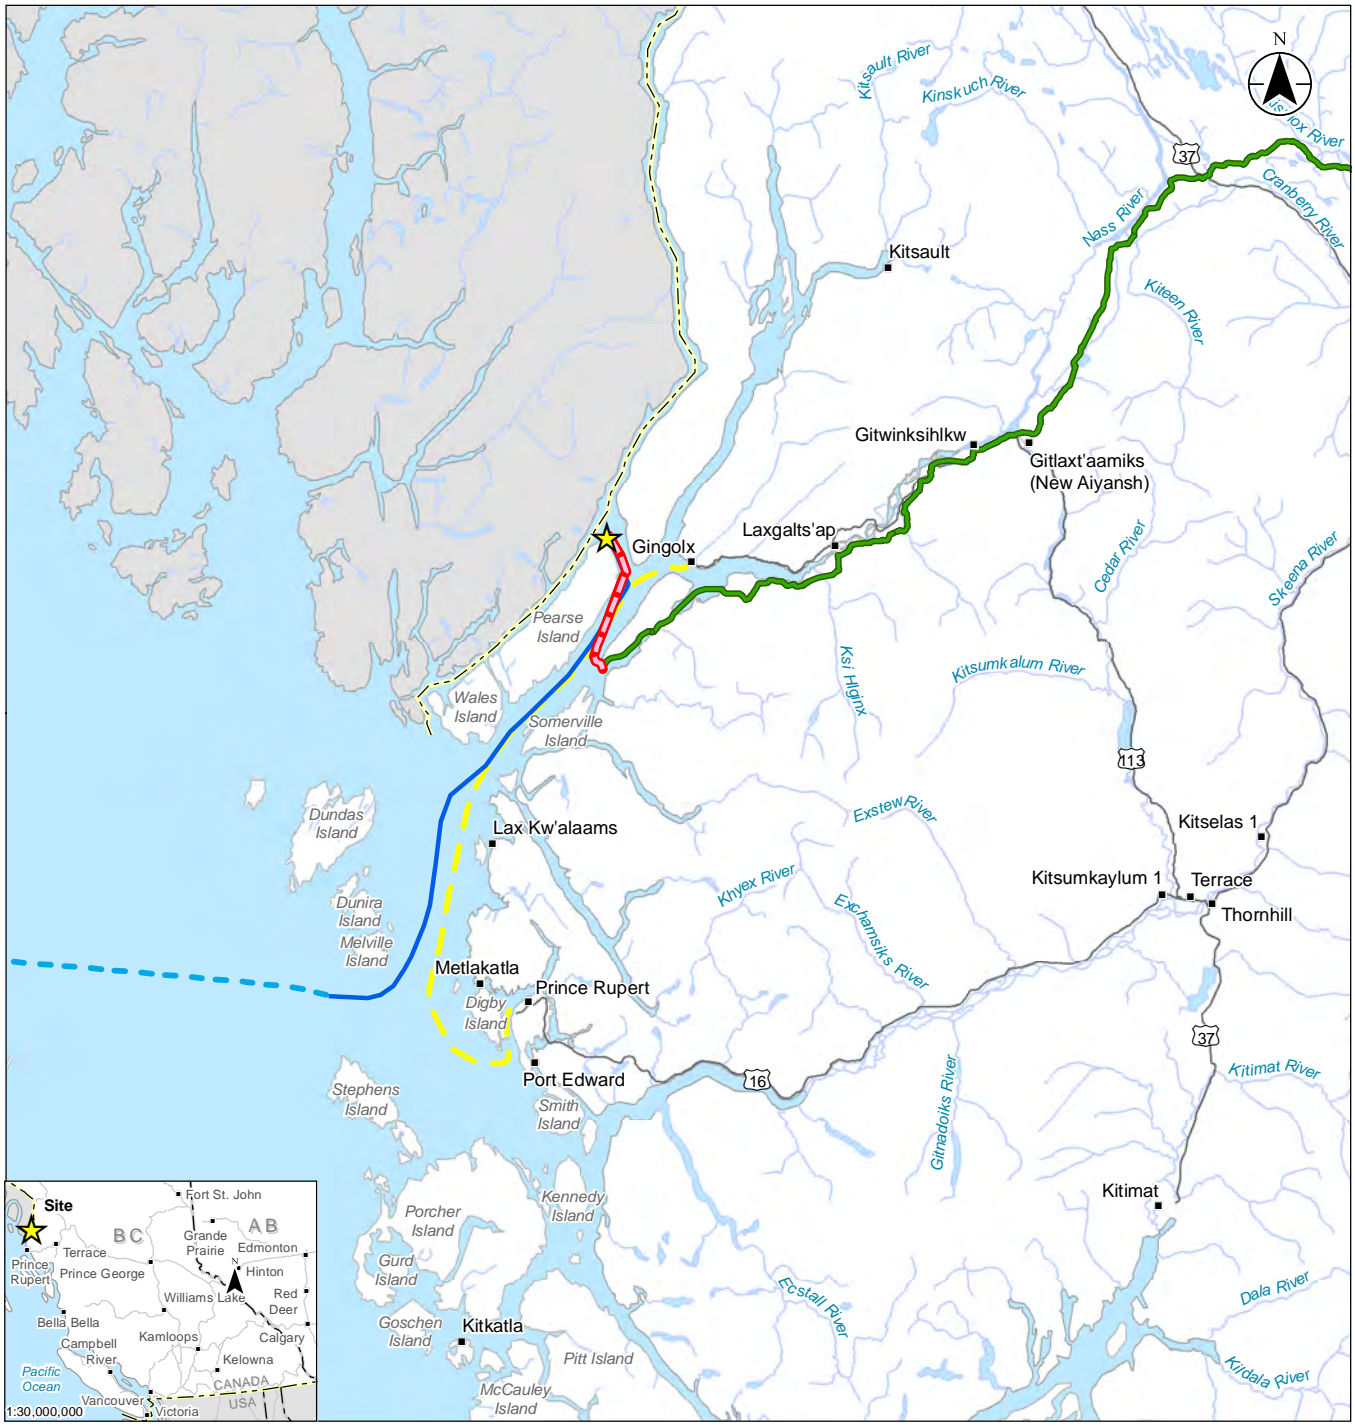 N
Kitsault River
Kinskuch River
37
Cranberry River
Nass River
Kitsault
Kiteen River
Gitwinksihlkw
Gitlaxt'aamiks
(New Aiyansh)
Laxgalts'ap
Gingolx
Cedar River
Skeena River
Pearse
Island
Ksi Hlginx
Kitsumkalum River
Wales
Island
Somerville
Island
113
Dundas
Island
Lax Kw'alaams
Exstew River
Kitselas 1
Khyex River
Kitsumkaylum 1
Terrace
Thornhill
Dunira
Island
Melville
Island
Exchamsiks River
Metlakatla
Digby
Island
Prince Rupert
37
Port Edward
16
Gitnadoiks River
Kitimat River
Stephens
Island
Smith
Island
Kitimat
Kennedy
Island
Porcher
Island
Gurd
Island
Goschen
Island
Kitkatla
Ecstall River
Dala River
Kildala River
Pitt Island
McCauley
Island
Fort St. John
Site
BC
AB
Grande
Prairie
Edmonton
Terrace
N
Hinton
Prince
Rupert
Prince George
Williams Lake
Red
Deer
Bella Bella
Campbell
River
Kamloops
Calgary
Kelowna
Pacific
Ocean
CANADA
USA
Vancouver
Victoria
1:30,000,000